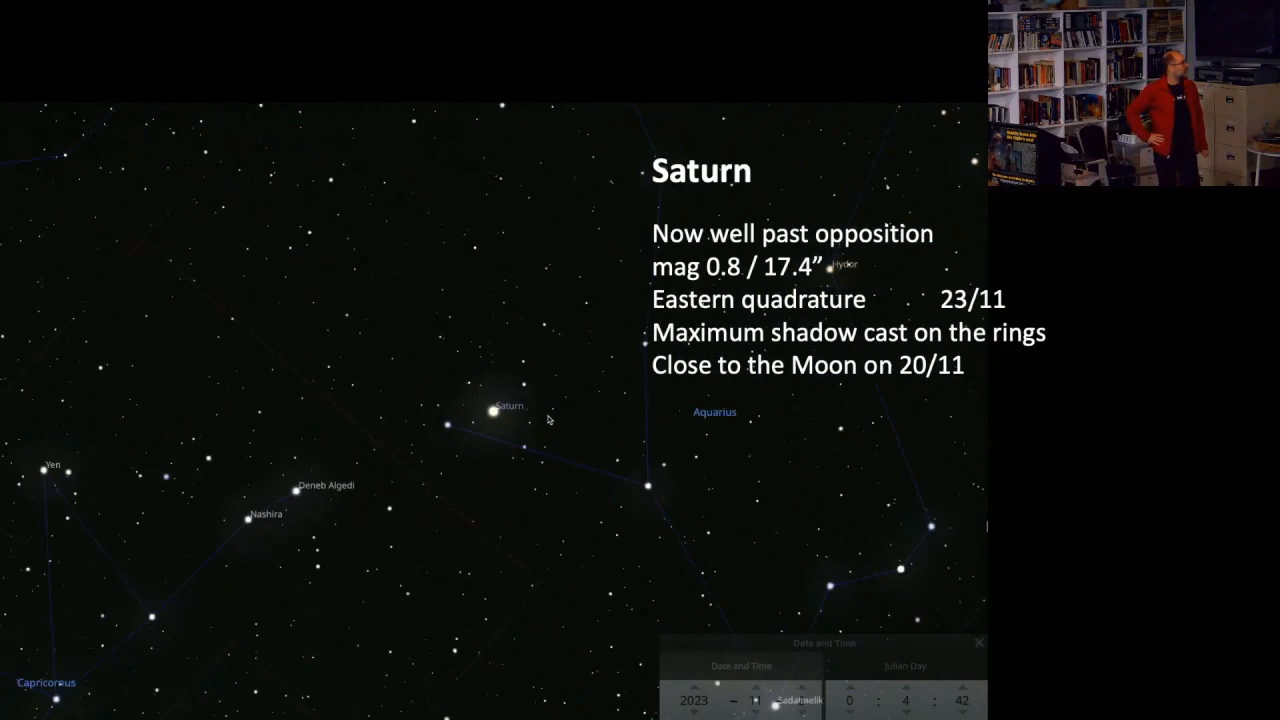 Saturn
Now well past opposition
mag 0.8 / 17.4”
Hydor
Eastern quadrature 23/11
Maximum shadow cast on the rings
Close to the Moon on 20/11
Saturn
Aquarius
Yen
Deneb Algedi
Nashira
Capricornus
Date and Time
Date and Time
Julian Day
2023 – 11 –
0 : 4 : 42
Sadalmelik